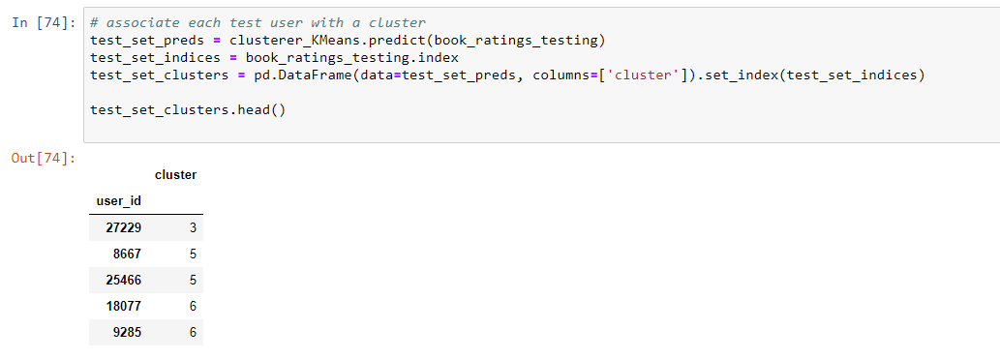 In [74]: # associate each test user with a cluster
test_set_preds = clusterer_KMeans.predict(book_ratings_testing)
test_set_indices = book_ratings_testing.index
test_set_clusters = pd.DataFrame(data=test_set_preds, columns=['cluster']).set_index(test_set_indices)
test_set_clusters.head()
Out[74]:
cluster
user_id
27229 3
8667 5
25466 5
18077 6
9285 6